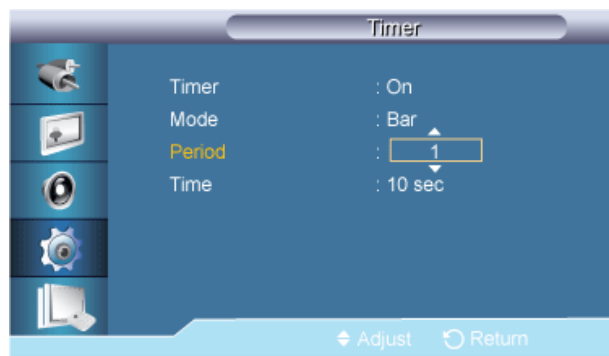 Timer
Timer : On
Mode : Bar
Period : 1
Time : 10 sec
Adjust Return